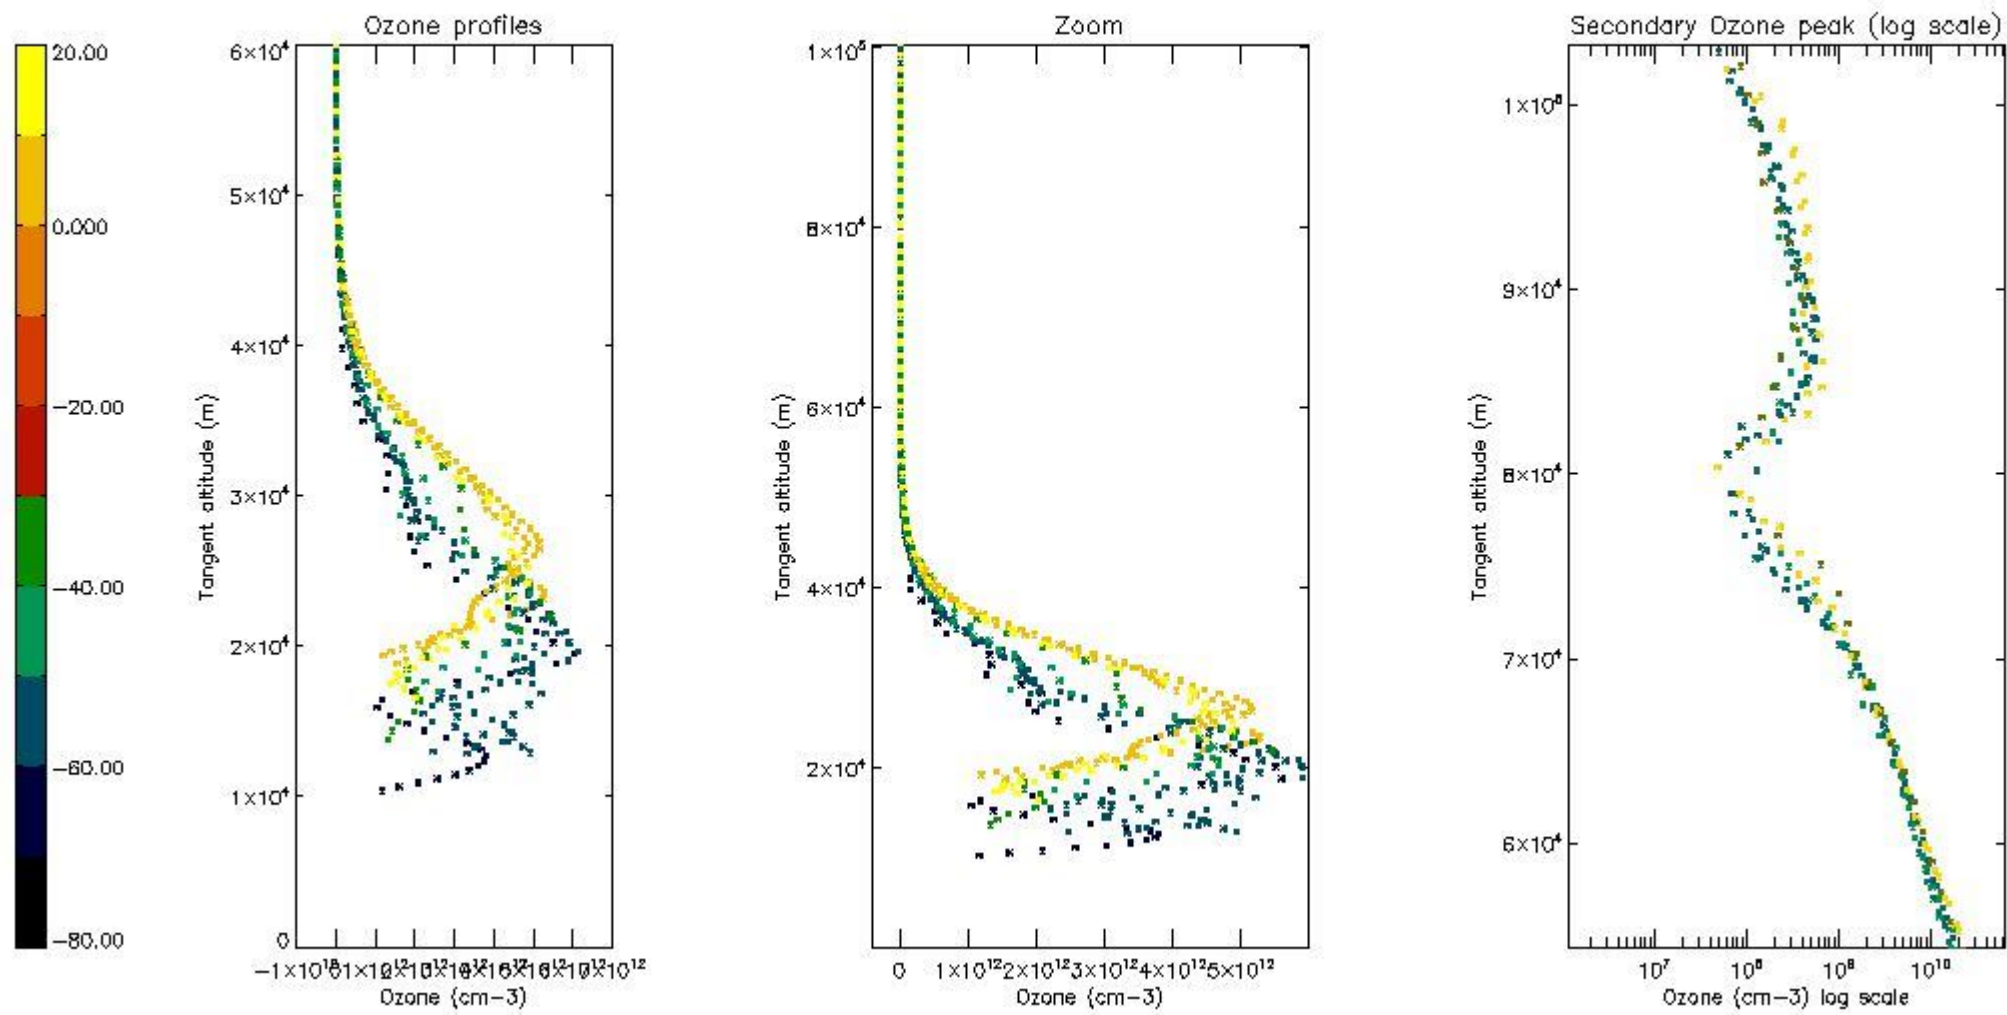 Ozone profiles
Zoom
Secondary Ozone peak (log scale)
20.00
0.000
−20.00
−40.00
−60.00
−80.00
6×10⁴
5×10⁴
4×10⁴
3×10⁴
2×10⁴
1×10⁴
0
Tangent altitude (m)
Ozone (cm−3)
1×10⁵
8×10⁴
6×10⁴
4×10⁴
2×10⁴
Tangent altitude (m)
0 1×10¹² 2×10¹² 3×10¹² 4×10¹² 5×10¹²
Ozone (cm−3)
9×10⁴
8×10⁴
7×10⁴
6×10⁴
Tangent altitude (m)
10⁷ 10⁸ 10⁹ 10¹⁰
Ozone (cm−3) log scale